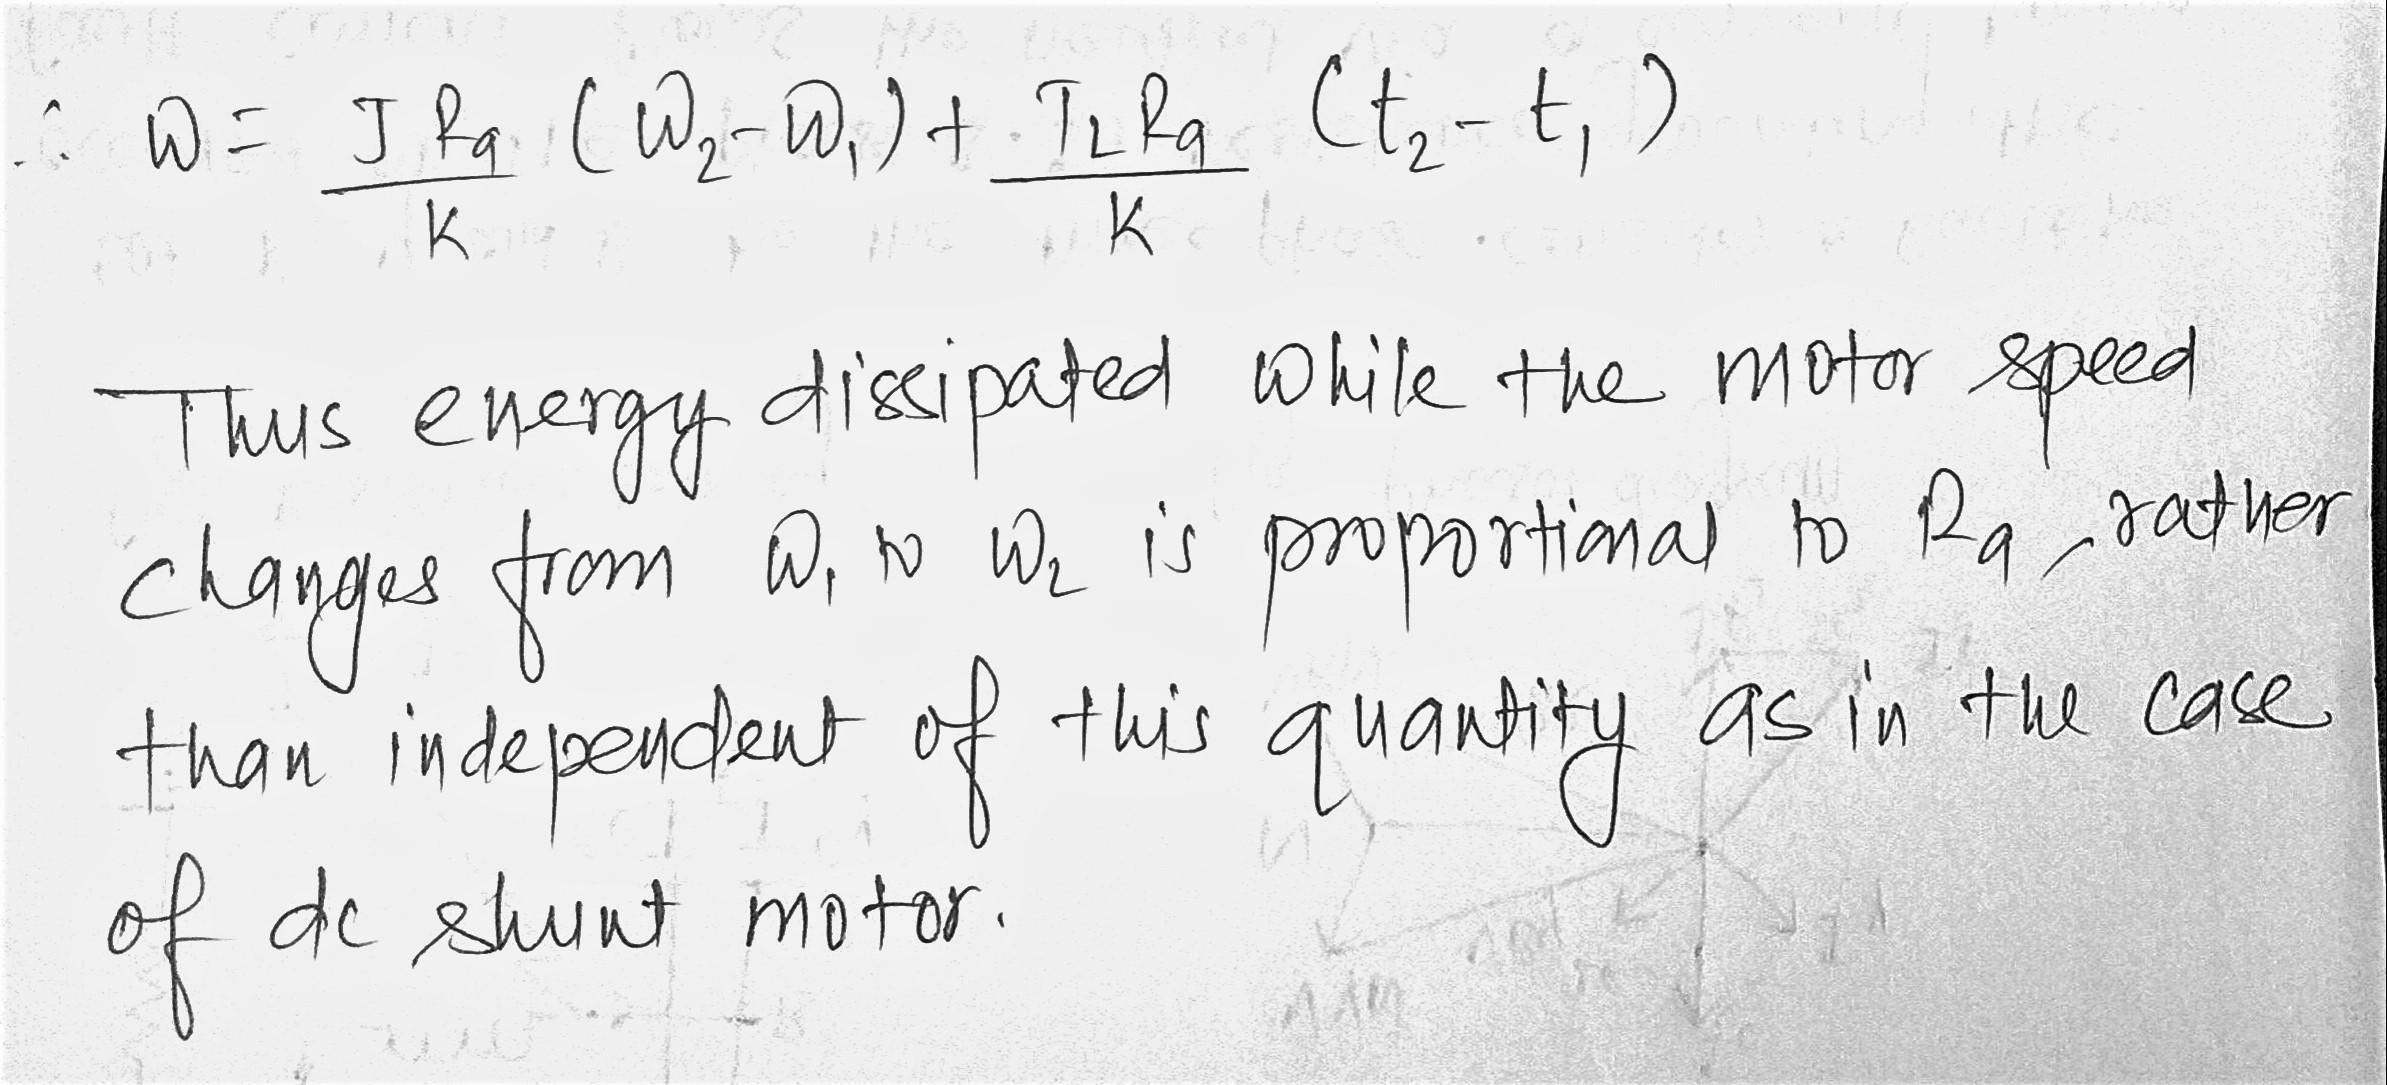 ∴ W = J Ra/K (ω₂-ω₁) + TL Ra/K (t₂-t₁)
Thus energy dissipated while the motor speed
changes from ω₁ to ω₂ is proportional to Ra, rather
than independent of this quantity as in the case
of dc shunt motor.